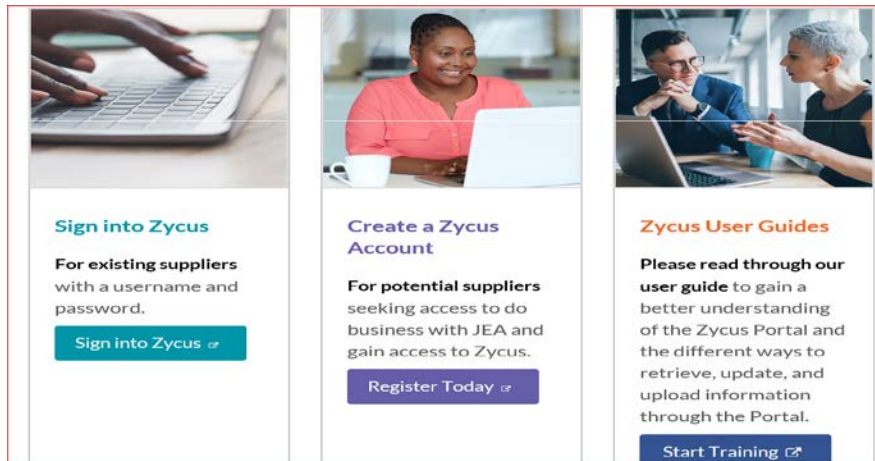 Sign into Zycus
For existing suppliers
with a username and
password.
Sign into Zycus
Create a Zycus
Account
For potential suppliers
seeking access to do
business with JEA and
gain access to Zycus.
Register Today
Zycus User Guides
Please read through our
user guide to gain a
better understanding
of the Zycus Portal and
the different ways to
retrieve, update, and
upload information
through the Portal.
Start Training